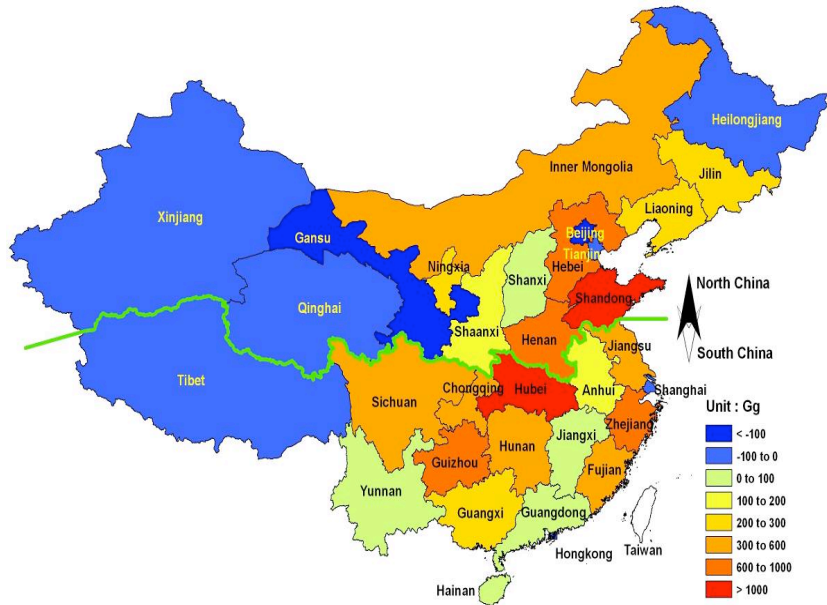 Heilongjiang
Inner Mongolia
Jilin
Liaoning
Xinjiang
Gansu
Beijing
Tianjin
Ningxia
Hebei
Shanxi
North China
Qinghai
Shandong
Shaanxi
Henan
Jiangsu
South China
Tibet
Chongqing
Hubei
Anhui
Shanghai
Sichuan
Unit : Gg
Zhejiang
< -100
Hunan
Jiangxi
-100 to 0
Guizhou
Fujian
0 to 100
Yunnan
100 to 200
Guangxi
Guangdong
200 to 300
Hongkong
Taiwan
300 to 600
600 to 1000
Hainan
> 1000